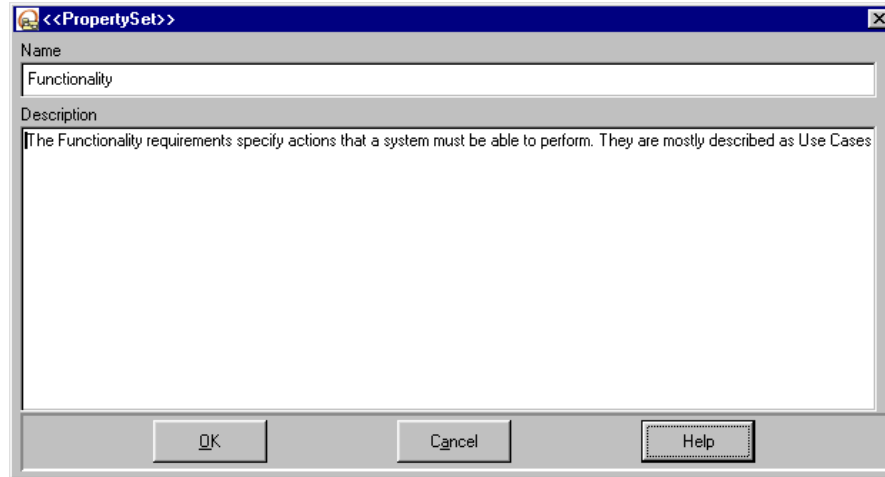 <<PropertySet>>
Name
Functionality
Description
The Functionality requirements specify actions that a system must be able to perform. They are mostly described as Use Cases
OK
Cancel
Help